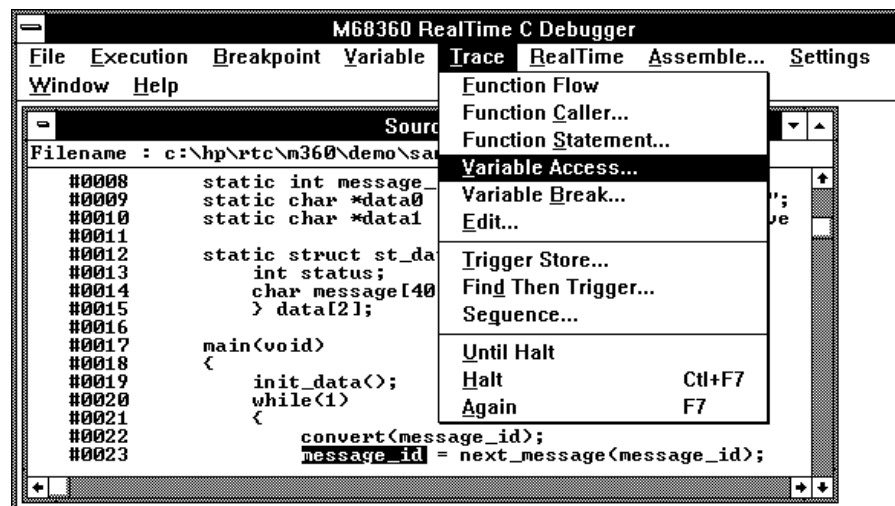 M68360 RealTime C Debugger
File Execution Breakpoint Variable Trace RealTime Assemble... Settings
Window Help
Function Flow
Function Caller...
Function Statement...
Variable Access...
Variable Break...
Edit...
Trigger Store...
Find Then Trigger...
Sequence...
Until Halt
Halt Ctl+F7
Again F7
Sourc
Filename : c:\hp\rtc\m360\demo\sa
#0008 static int message_
#0009 static char *data0 ";
#0010 static char *data1 ve
#0011
#0012 static struct st_da
#0013 int status;
#0014 char message[40
#0015 } data[2];
#0016
#0017 main(void)
#0018 {
#0019 init_data();
#0020 while(1)
#0021 {
#0022 convert(message_id);
#0023 message_id = next_message(message_id);